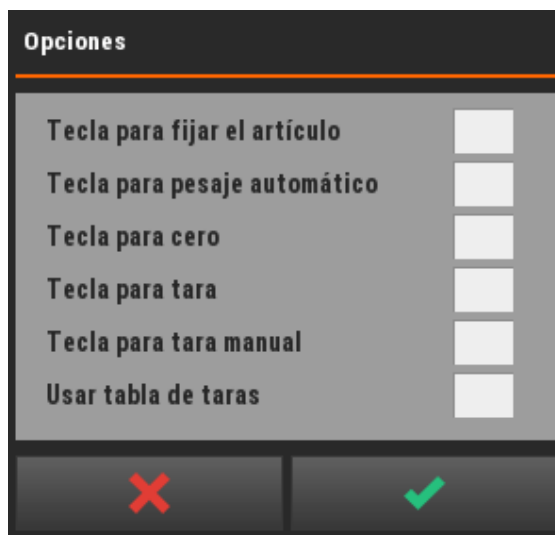 Opciones
Tecla para fijar el artículo
Tecla para pesaje automático
Tecla para cero
Tecla para tara
Tecla para tara manual
Usar tabla de taras